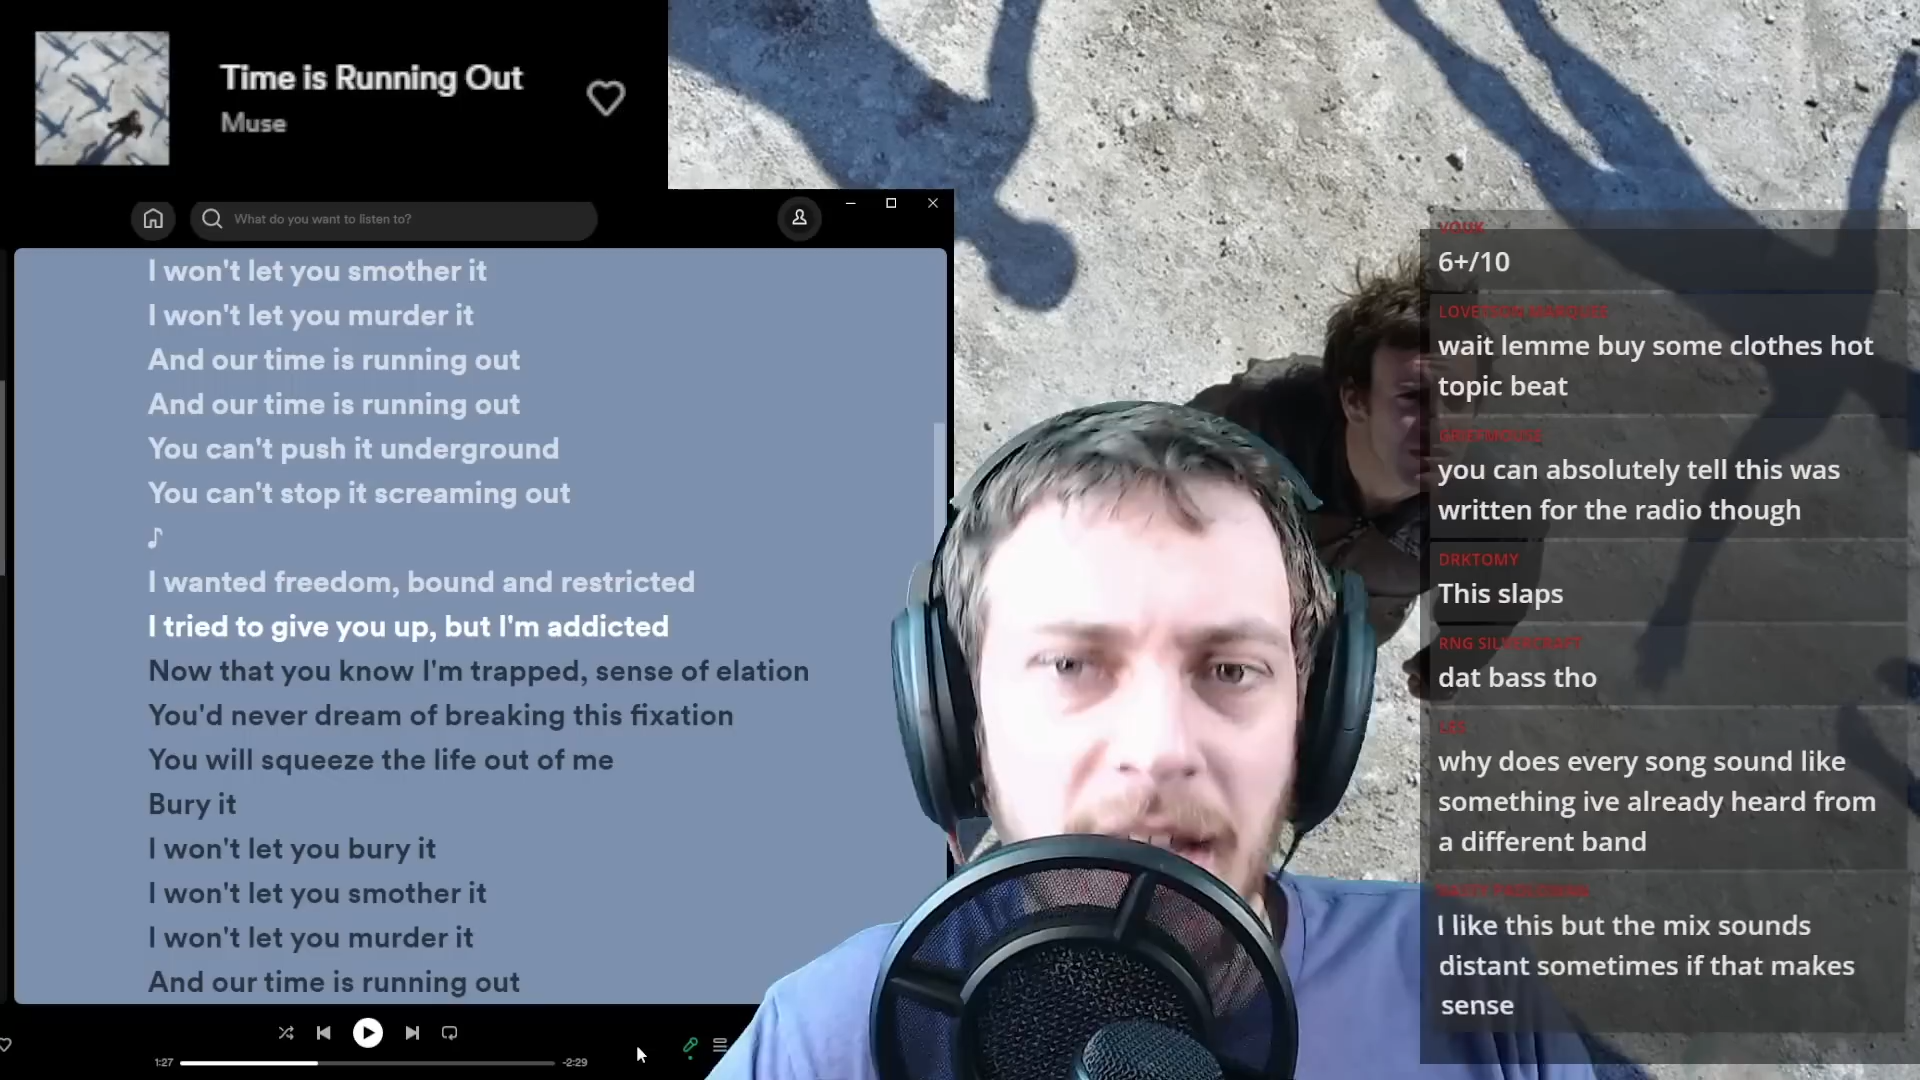 Time is Running Out
Muse
What do you want to listen to?
I won't let you smother it
I won't let you murder it
And our time is running out
And our time is running out
You can't push it underground
You can't stop it screaming out
♪
I wanted freedom, bound and restricted
I tried to give you up, but I'm addicted
Now that you know I'm trapped, sense of elation
You'd never dream of breaking this fixation
You will squeeze the life out of me
Bury it
I won't let you bury it
I won't let you smother it
I won't let you murder it
And our time is running out
1:27
-2:29
6+/10
wait lemme buy some clothes hot
topic beat
GREYMOUSE
you can absolutely tell this was
written for the radio though
DRKTOMY
This slaps
RNG SILVERCRAFT
dat bass tho
why does every song sound like
something ive already heard from
a different band
I like this but the mix sounds
distant sometimes if that makes
sense